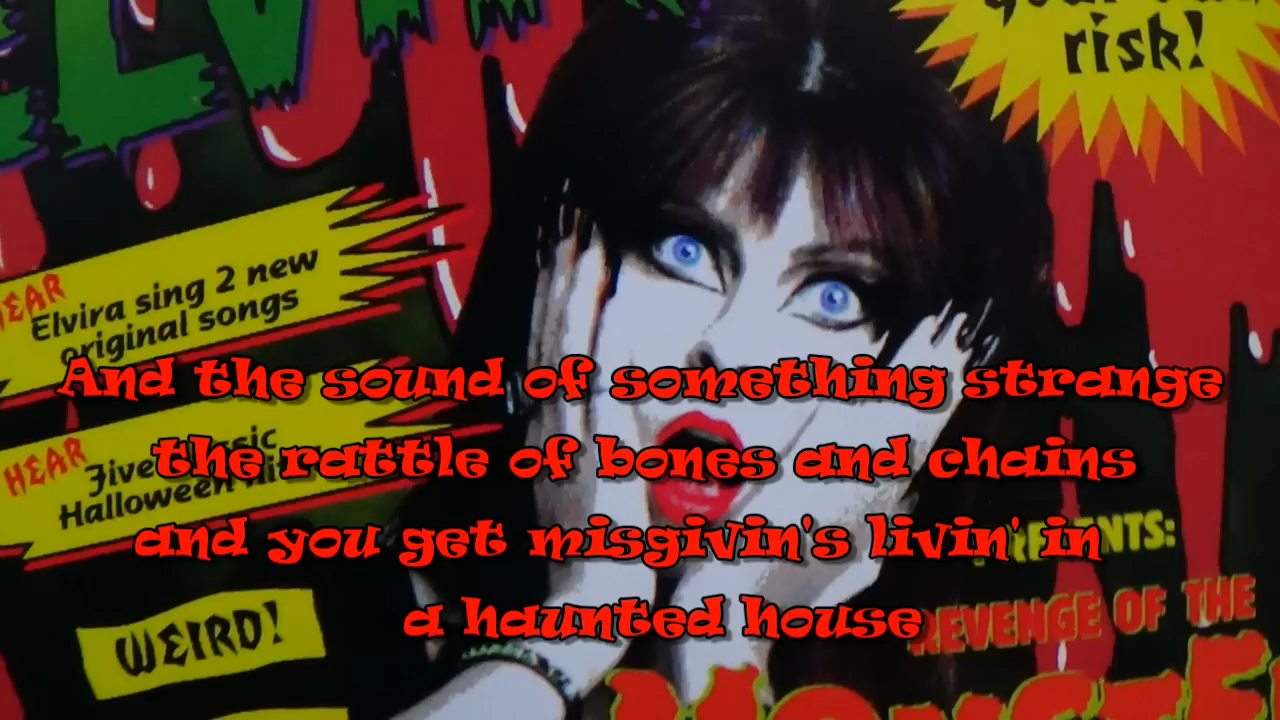 risk!
HEAR
Elvira sing 2 new
original songs
And the sound of something strange
HEAR
the rattle of bones and chains
Halloween
and you get misgivin's livin' in
a haunted house
REVENGE OF THE
WEIRD!